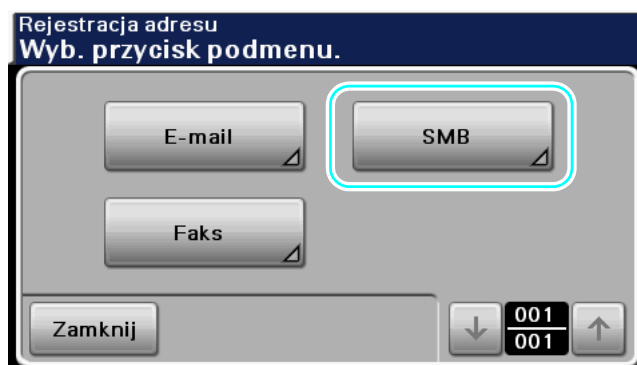 Rejestracja adresu
Wyb. przycisk podmenu.
E-mail
SMB
Faks
Zamknij
001
001